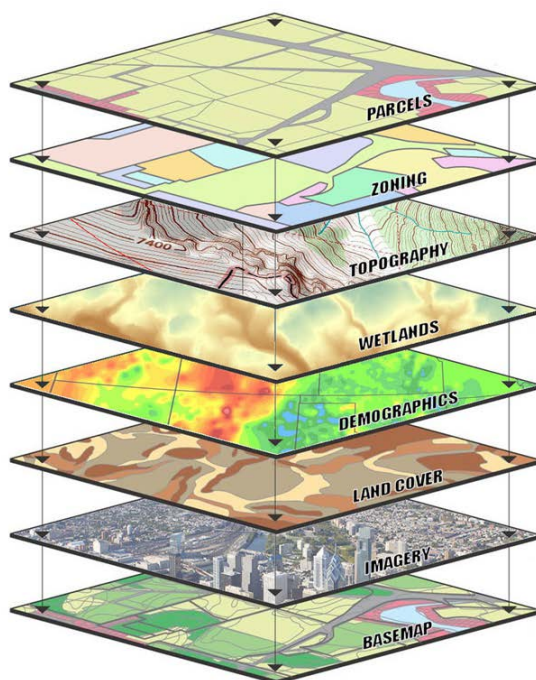 PARCELS
ZONING
7400
TOPOGRAPHY
WETLANDS
DEMOGRAPHICS
LAND COVER
IMAGERY
BASEMAP